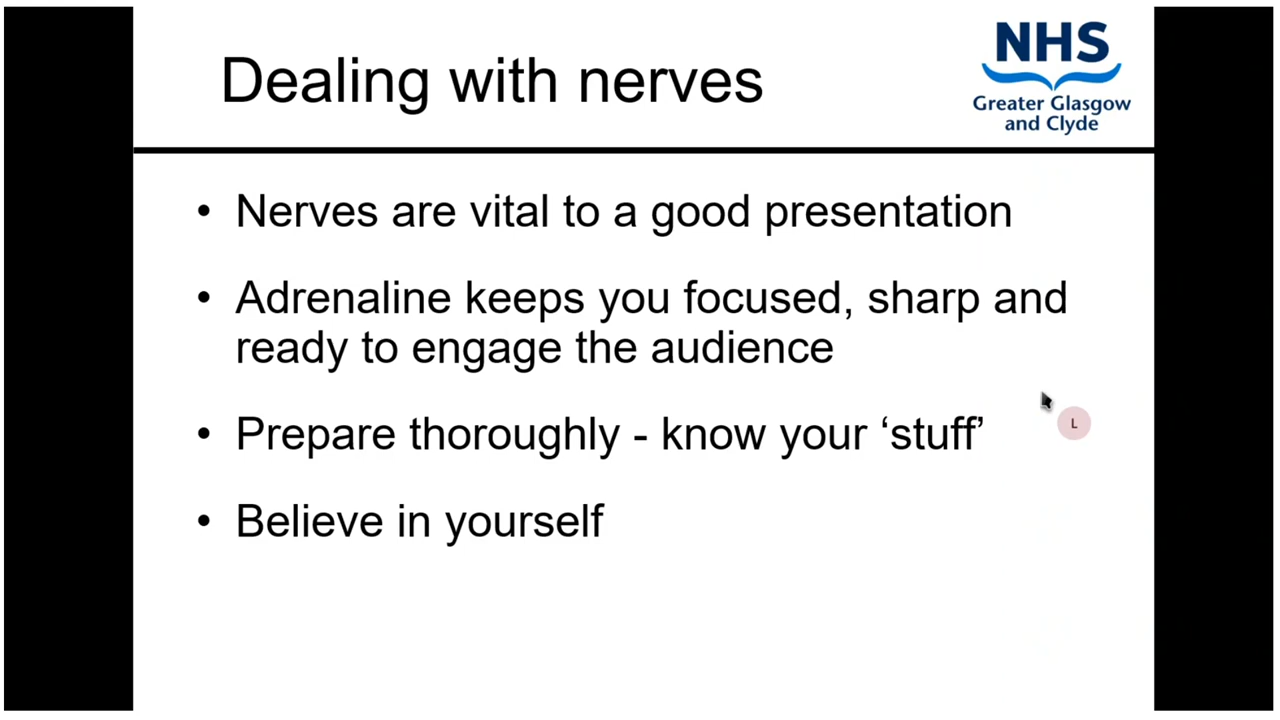 Dealing with nerves
NHS
Greater Glasgow
and Clyde
• Nerves are vital to a good presentation
• Adrenaline keeps you focused, sharp and
ready to engage the audience
• Prepare thoroughly - know your ‘stuff’
L
• Believe in yourself